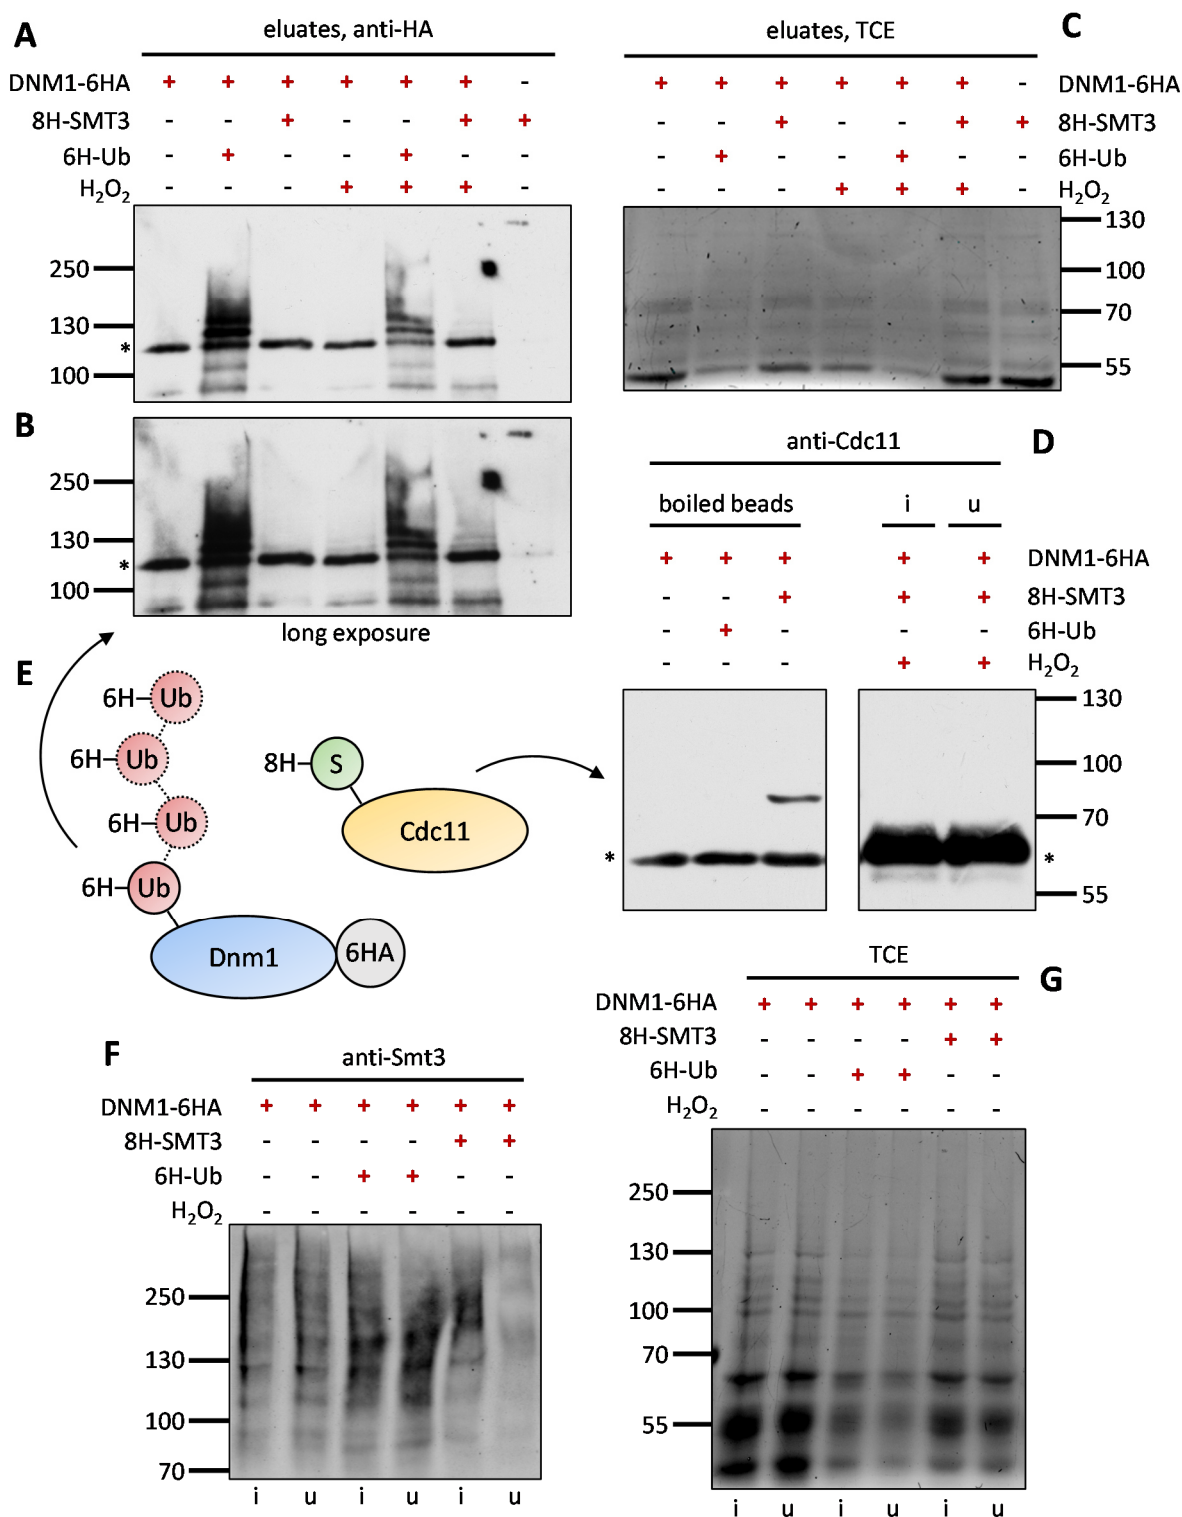 A
eluates, anti-HA
DNM1-6HA + + + + + + -
8H-SMT3 - - + - - + +
6H-Ub - + - - + - -
H₂O₂ - - - + + + -
250
130
*
100
B
250
130
*
100
long exposure
C
eluates, TCE
+ + + + + + - DNM1-6HA
- - + - - + + 8H-SMT3
- + - - + - - 6H-Ub
- - - + + + - H₂O₂
130
100
70
55
D
anti-Cdc11
boiled beads i u
+ + + + + DNM1-6HA
- - + + + 8H-SMT3
- + - - - 6H-Ub
- - - + + H₂O₂
130
100
70
* *
55
E
6H-Ub
6H-Ub
6H-Ub
6H-Ub
Dnm1 6HA
8H-S
Cdc11
F
anti-Smt3
DNM1-6HA + + + + + +
8H-SMT3 - - - - + +
6H-Ub - - + + - -
H₂O₂ - - - - - -
250
130
100
70
i u i u i u
G
TCE
DNM1-6HA + + + + + +
8H-SMT3 - - - - + +
6H-Ub - - + + - -
H₂O₂ - - - - - -
250
130
100
70
55
i u i u i u